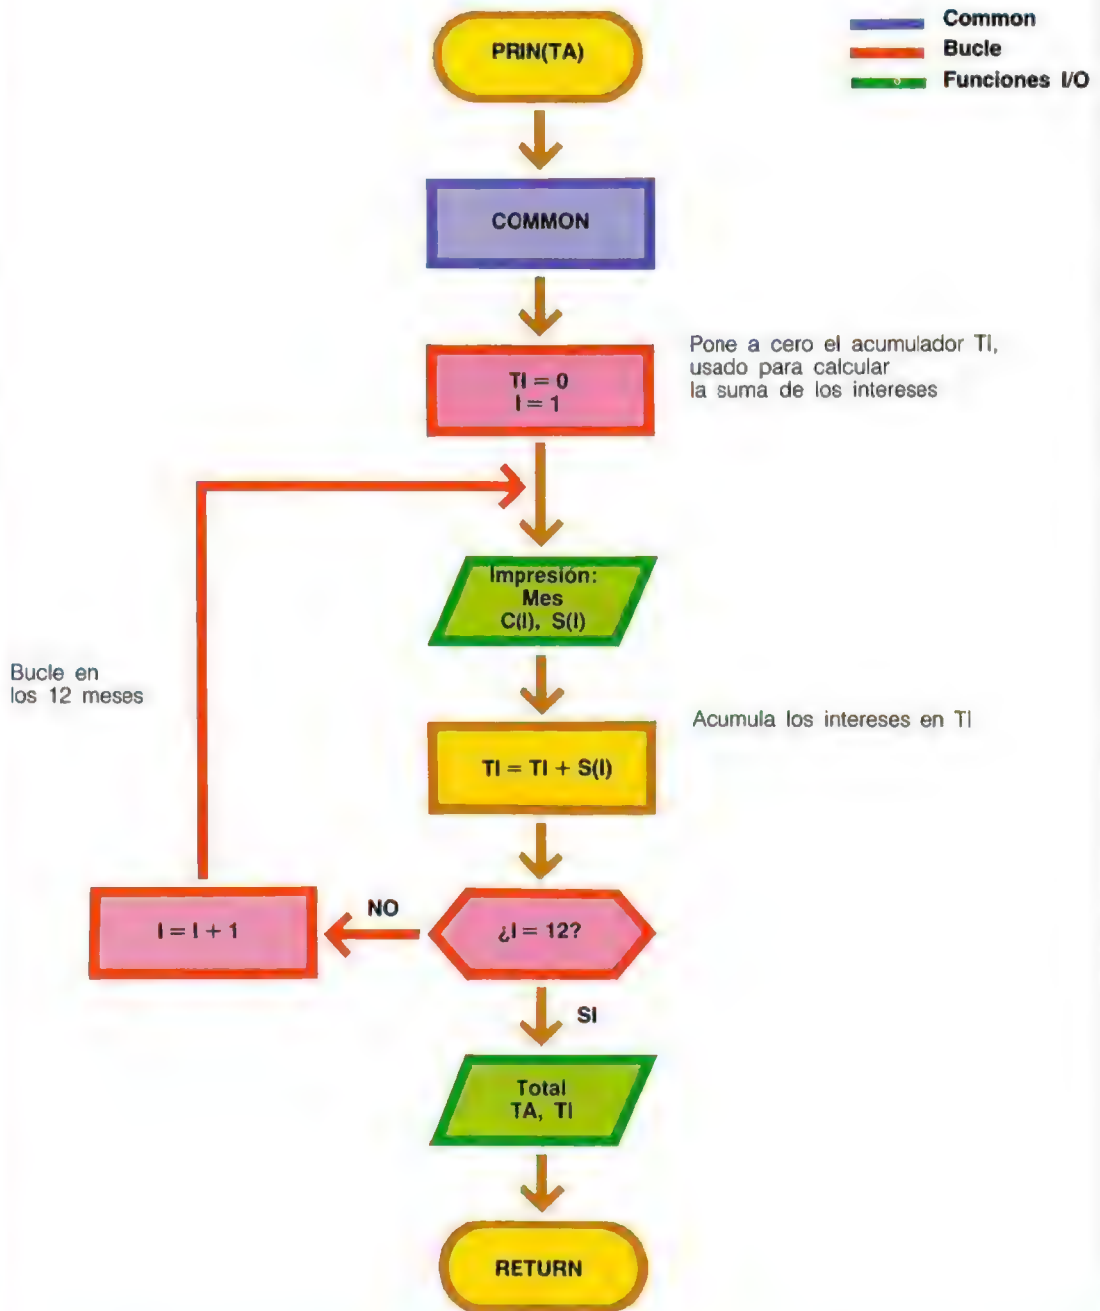 PRIN(TA)
Common
Bucle
Funciones I/O
COMMON
TI = 0
I = 1
Pone a cero el acumulador TI,
usado para calcular
la suma de los intereses
Impresión:
Mes
C(I), S(I)
Bucle en
los 12 meses
TI = TI + S(I)
Acumula los intereses en TI
I = I + 1
NO
¿I = 12?
SI
Total
TA, TI
RETURN